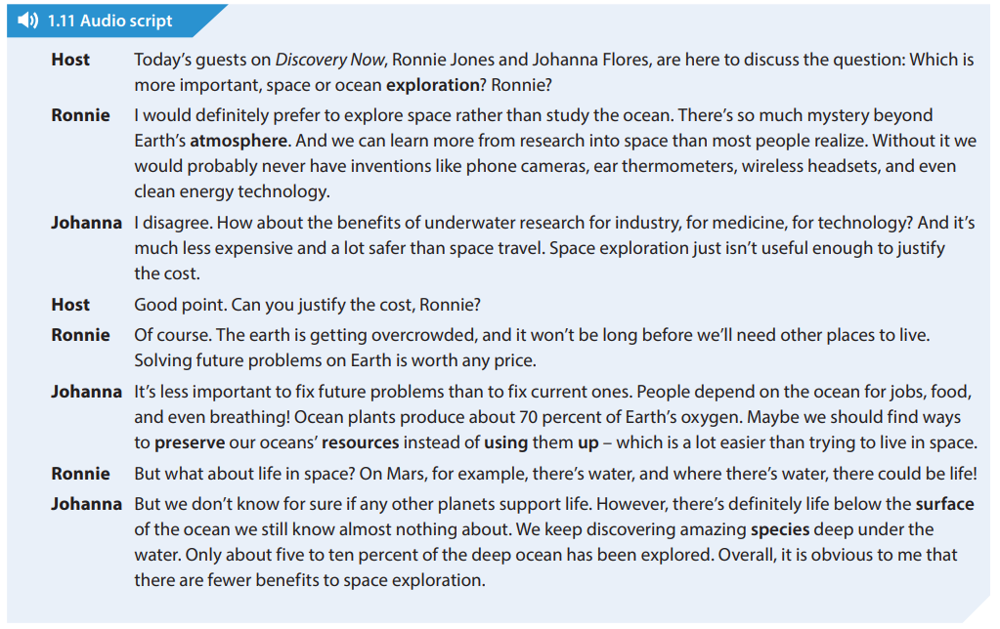 1.11 Audio script
Host Today's guests on Discovery Now, Ronnie Jones and Johanna Flores, are here to discuss the question: Which is
more important, space or ocean exploration? Ronnie?
Ronnie I would definitely prefer to explore space rather than study the ocean. There's so much mystery beyond
Earth's atmosphere. And we can learn more from research into space than most people realize. Without it we
would probably never have inventions like phone cameras, ear thermometers, wireless headsets, and even
clean energy technology.
Johanna I disagree. How about the benefits of underwater research for industry, for medicine, for technology? And it's
much less expensive and a lot safer than space travel. Space exploration just isn't useful enough to justify
the cost.
Host Good point. Can you justify the cost, Ronnie?
Ronnie Of course. The earth is getting overcrowded, and it won't be long before we'll need other places to live.
Solving future problems on Earth is worth any price.
Johanna It's less important to fix future problems than to fix current ones. People depend on the ocean for jobs, food,
and even breathing! Ocean plants produce about 70 percent of Earth's oxygen. Maybe we should find ways
to preserve our oceans' resources instead of using them up – which is a lot easier than trying to live in space.
Ronnie But what about life in space? On Mars, for example, there's water, and where there's water, there could be life!
Johanna But we don't know for sure if any other planets support life. However, there's definitely life below the surface
of the ocean we still know almost nothing about. We keep discovering amazing species deep under the
water. Only about five to ten percent of the deep ocean has been explored. Overall, it is obvious to me that
there are fewer benefits to space exploration.